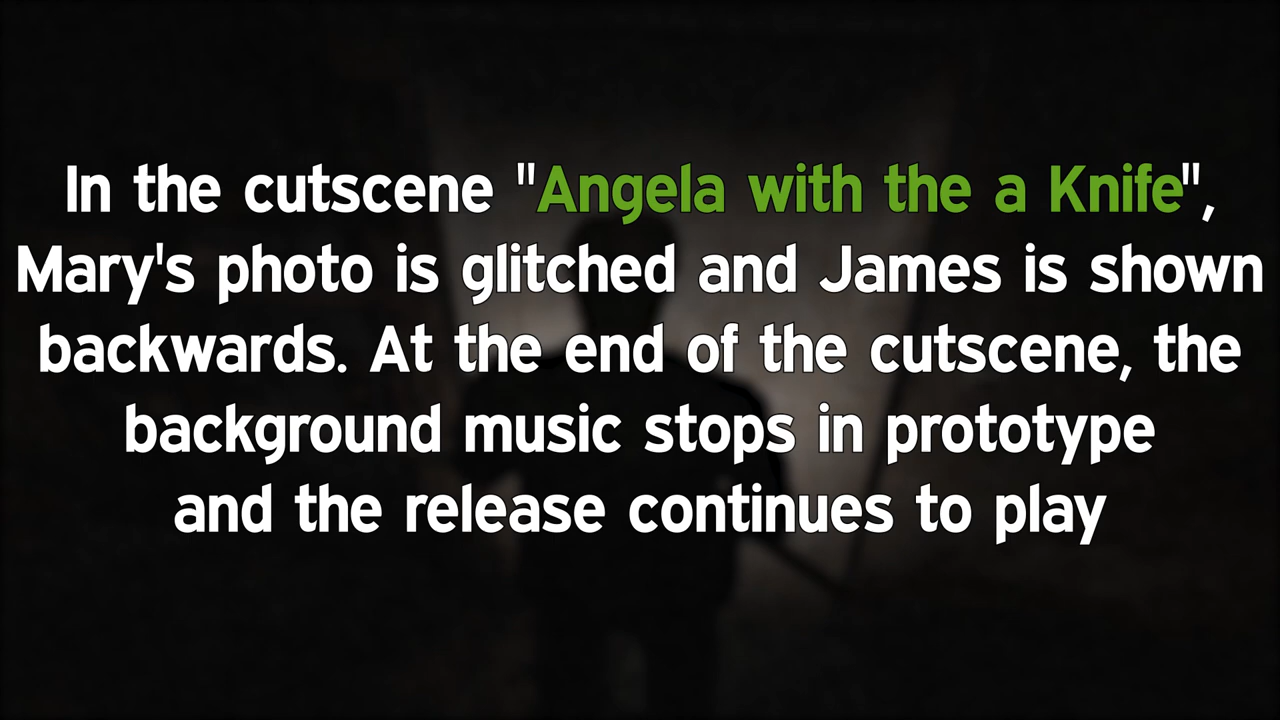 In the cutscene "Angela with the a Knife",
Mary's photo is glitched and James is shown
backwards. At the end of the cutscene, the
background music stops in prototype
and the release continues to play